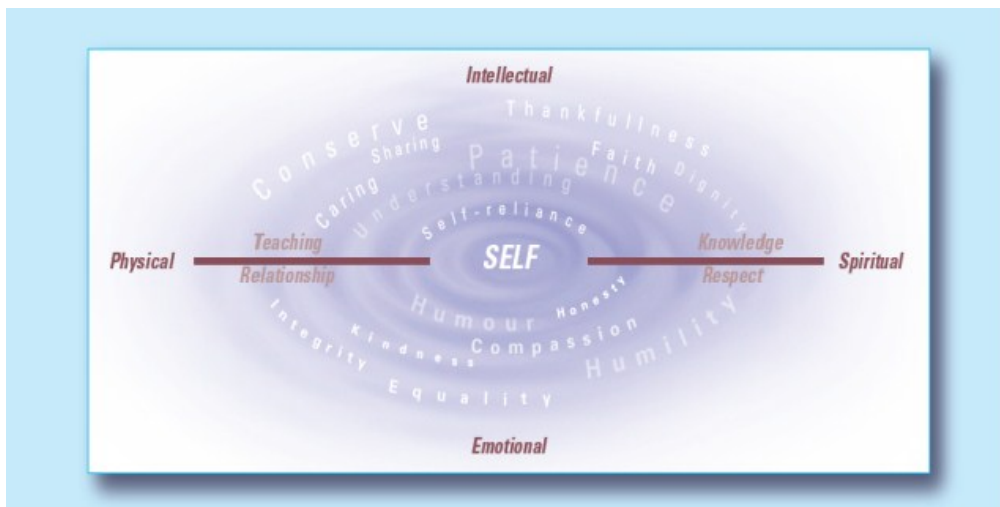 Intellectual
Thankfullness
Conserve
Sharing
Patience
Faith
Dignity
Caring
Understanding
Self-reliance
Teaching
Knowledge
Physical
SELF
Spiritual
Relationship
Respect
Honesty
Humour
Integrity
Kindness
Compassion
Humility
Equality
Emotional